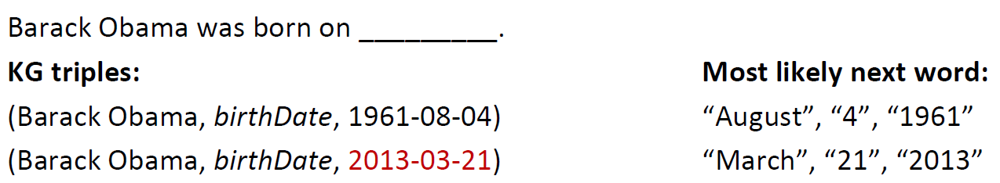 Barack Obama was born on _________.
KG triples: Most likely next word:
(Barack Obama, birthDate, 1961-08-04) “August”, “4”, “1961”
(Barack Obama, birthDate, 2013-03-21) “March”, “21”, “2013”